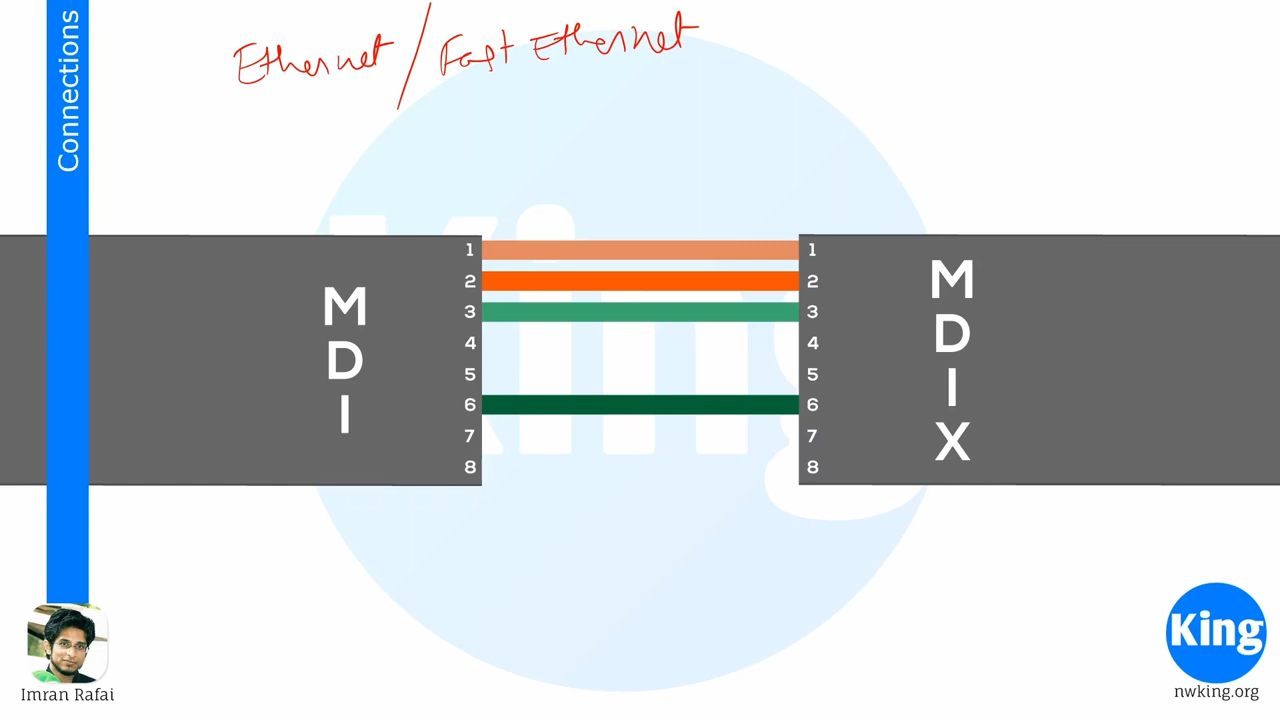 Connections
Ethernet / Fast Ethernet
1 1
2 2
3 3
4 4
5 5
6 6
7 7
8 8
MDI
MDIX
King
Imran Rafai
King
nwking.org